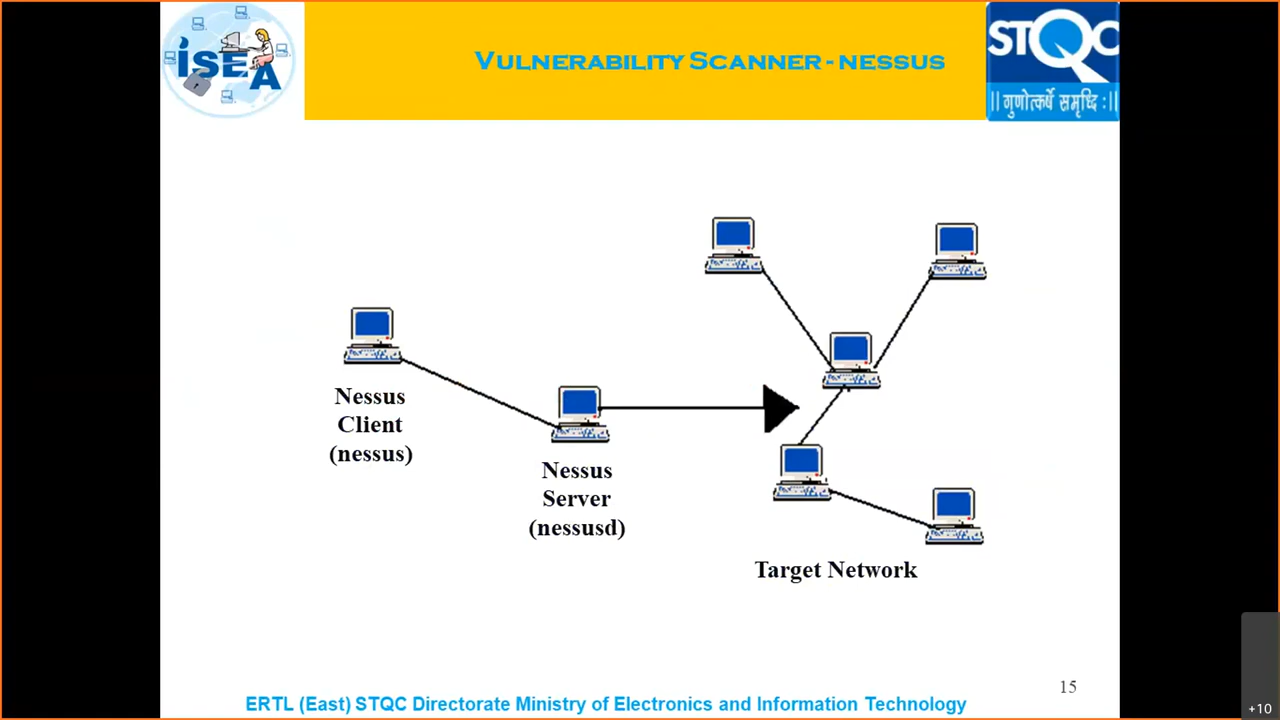 ISEA
VULNERABILITY SCANNER - NESSUS
STQC
|| गुणोत्कर्षे समृद्धि : ||
Nessus
Client
(nessus)
Nessus
Server
(nessusd)
Target Network
15
ERTL (East) STQC Directorate Ministry of Electronics and Information Technology
+10